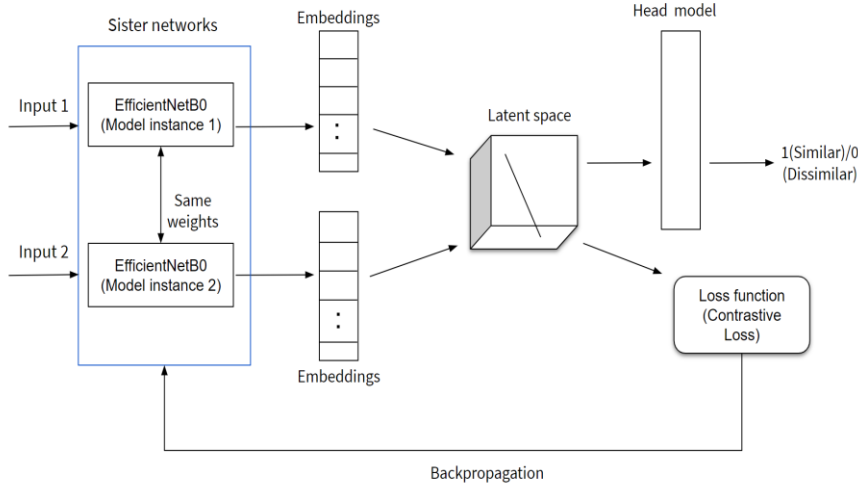 Sister networks
Embeddings
Head model
Input 1
EfficientNetB0
(Model instance 1)
Latent space
1(Similar)/0
(Dissimilar)
Same
weights
Input 2
EfficientNetB0
(Model instance 2)
Loss function
(Contrastive
Loss)
Embeddings
Backpropagation